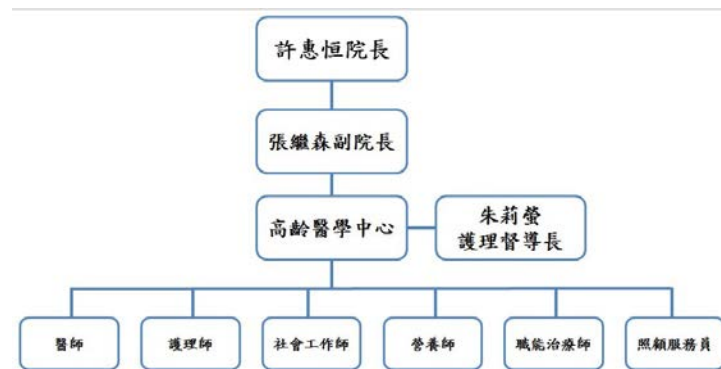 許惠恒院長
張繼森副院長
高齡醫學中心
朱莉螢
護理督導長
醫師
護理師
社會工作師
營養師
職能治療師
照顧服務員